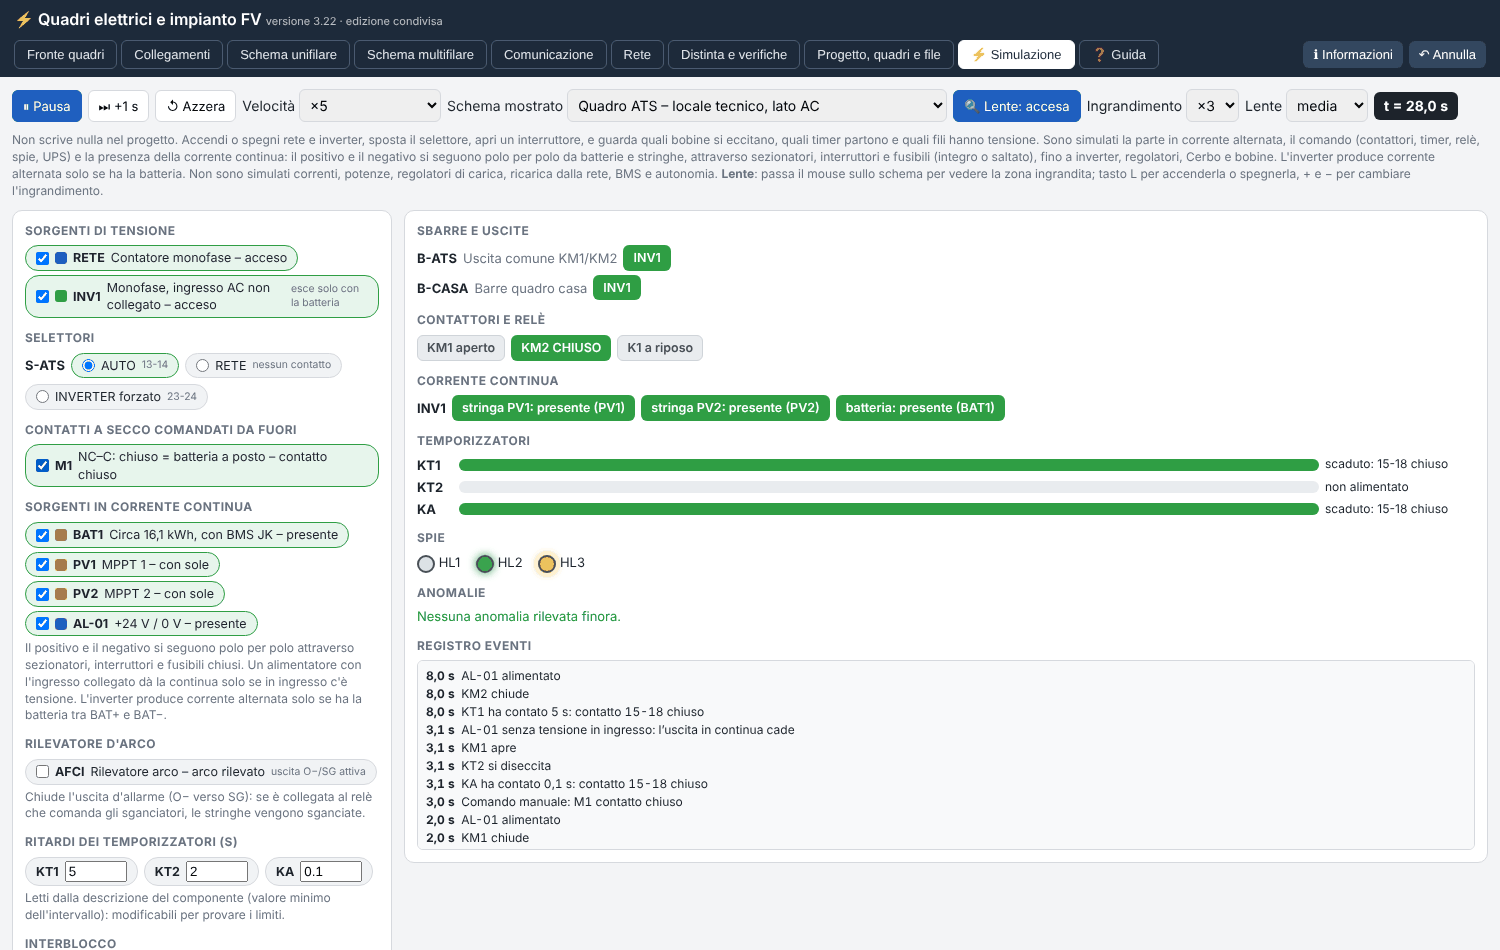 ⚡ Quadri elettrici e impianto FV versione 3.22 · edizione condivisa
Fronte quadri
Collegamenti
Schema unifilare
Schema multifilare
Comunicazione
Rete
Distinta e verifiche
Progetto, quadri e file
⚡ Simulazione
❓ Guida
ℹ Informazioni
↶ Annulla
⏸ Pausa
⏭ +1 s
↺ Azzera
Velocità ×5
Schema mostrato Quadro ATS – locale tecnico, lato AC
🔍 Lente: accesa
Ingrandimento ×3
Lente media
t = 28,0 s
Non scrive nulla nel progetto. Accendi o spegni rete e inverter, sposta il selettore, apri un interruttore, e guarda quali bobine si eccitano, quali timer partono e quali fili hanno tensione. Sono simulati la parte in corrente alternata, il comando (contattori, timer, relè,
spie, UPS) e la presenza della corrente continua: il positivo e il negativo si seguono polo per polo da batterie e stringhe, attraverso sezionatori, interruttori e fusibili (integro o saltato), fino a inverter, regolatori, Cerbo e bobine. L'inverter produce corrente
alternata solo se ha la batteria. Non sono simulati correnti, potenze, regolatori di carica, ricarica dalla rete, BMS e autonomia. Lente: passa il mouse sullo schema per vedere la zona ingrandita; tasto L per accenderla o spegnerla, + e − per cambiare
l'ingrandimento.
SORGENTI DI TENSIONE
RETE Contatore monofase – acceso
INV1 Monofase, ingresso AC non collegato – acceso
esce solo con la batteria
SELETTORI
S-ATS
AUTO 13-14
RETE nessun contatto
INVERTER forzato 23-24
CONTATTI A SECCO COMANDATI DA FUORI
M1 NC–C: chiuso = batteria a posto – contatto
chiuso
SORGENTI IN CORRENTE CONTINUA
BAT1 Circa 16,1 kWh, con BMS JK – presente
PV1 MPPT 1 – con sole
PV2 MPPT 2 – con sole
AL-01 +24 V / 0 V – presente
Il positivo e il negativo si seguono polo per polo attraverso
sezionatori, interruttori e fusibili chiusi. Un alimentatore con
l'ingresso collegato dà la continua solo se in ingresso c'è
tensione. L'inverter produce corrente alternata solo se ha la
batteria tra BAT+ e BAT−.
RILEVATORE D'ARCO
AFCI Rilevatore arco – arco rilevato uscita O−/SG attiva
Chiude l'uscita d'allarme (O− verso SG): se è collegata al relè
che comanda gli sganciatori, le stringhe vengono sganciate.
RITARDI DEI TEMPORIZZATORI (S)
KT1 5
KT2 2
KA 0.1
Letti dalla descrizione del componente (valore minimo
dell'intervallo): modificabili per provare i limiti.
INTERBLOCCO
SBARRE E USCITE
B-ATS Uscita comune KM1/KM2 INV1
B-CASA Barre quadro casa INV1
CONTATTORI E RELÈ
KM1 aperto
KM2 CHIUSO
K1 a riposo
CORRENTE CONTINUA
INV1 stringa PV1: presente (PV1) stringa PV2: presente (PV2) batteria: presente (BAT1)
TEMPORIZZATORI
KT1 scaduto: 15-18 chiuso
KT2 non alimentato
KA scaduto: 15-18 chiuso
SPIE
HL1 HL2 HL3
ANOMALIE
Nessuna anomalia rilevata finora.
REGISTRO EVENTI
8,0 s AL-01 alimentato
8,0 s KM2 chiude
8,0 s KT1 ha contato 5 s: contatto 15-18 chiuso
3,1 s AL-01 senza tensione in ingresso: l'uscita in continua cade
3,1 s KM1 apre
3,1 s KT2 si diseccita
3,1 s KA ha contato 0,1 s: contatto 15-18 chiuso
3,0 s Comando manuale: M1 contatto chiuso
2,0 s AL-01 alimentato
2,0 s KM1 chiude